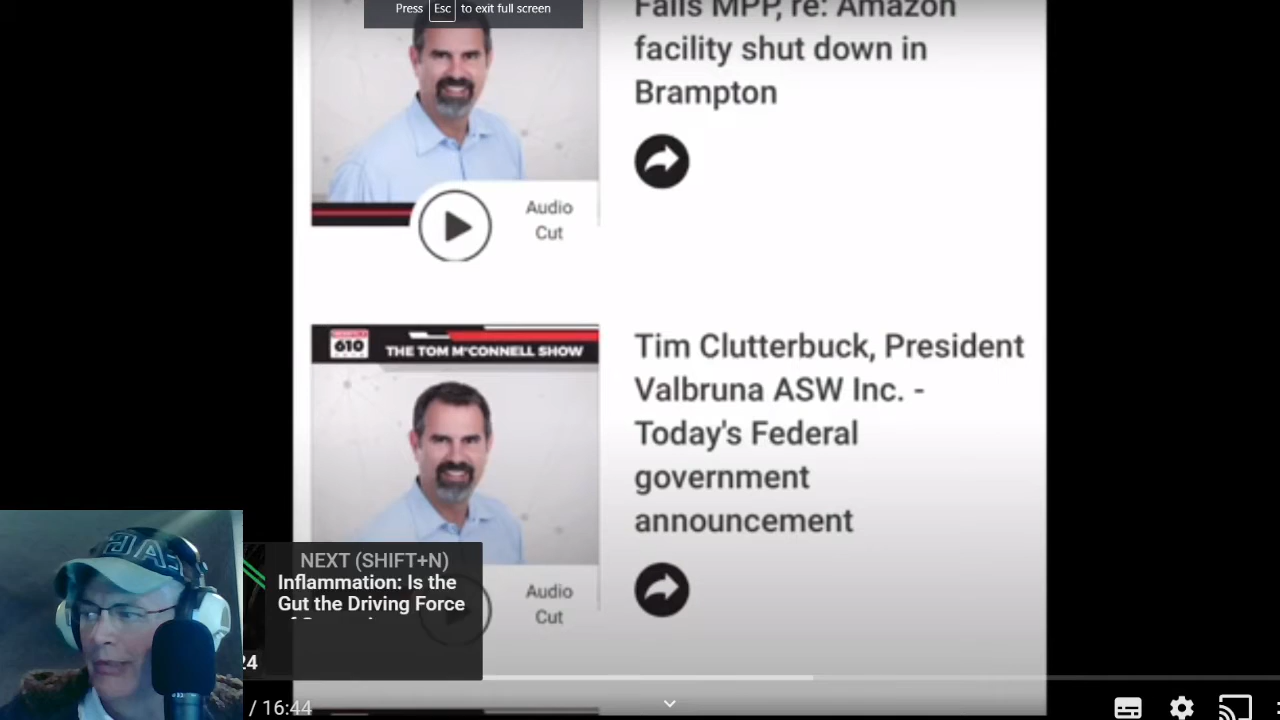 Press Esc to exit full screen
Falls MPP, re: Amazon
facility shut down in
Brampton
Audio
Cut
610
THE TOM MCCONNELL SHOW
Tim Clutterbuck, President
Valbruna ASW Inc. -
Today's Federal
government
announcement
Audio
Cut
NEXT (SHIFT+N)
Inflammation: Is the
Gut the Driving Force
24
/ 16:44